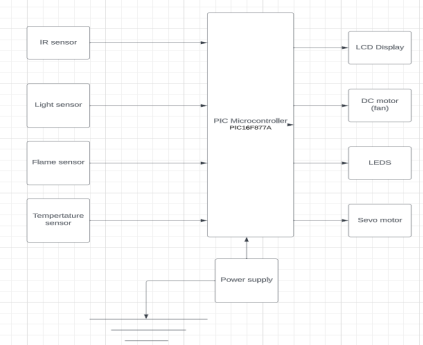 IR sensor
Light sensor
Flame sensor
Tempertature
sensor
PIC Microcontroller
PIC16F877A
LCD Display
DC motor
(fan)
LEDS
Sevo motor
Power supply